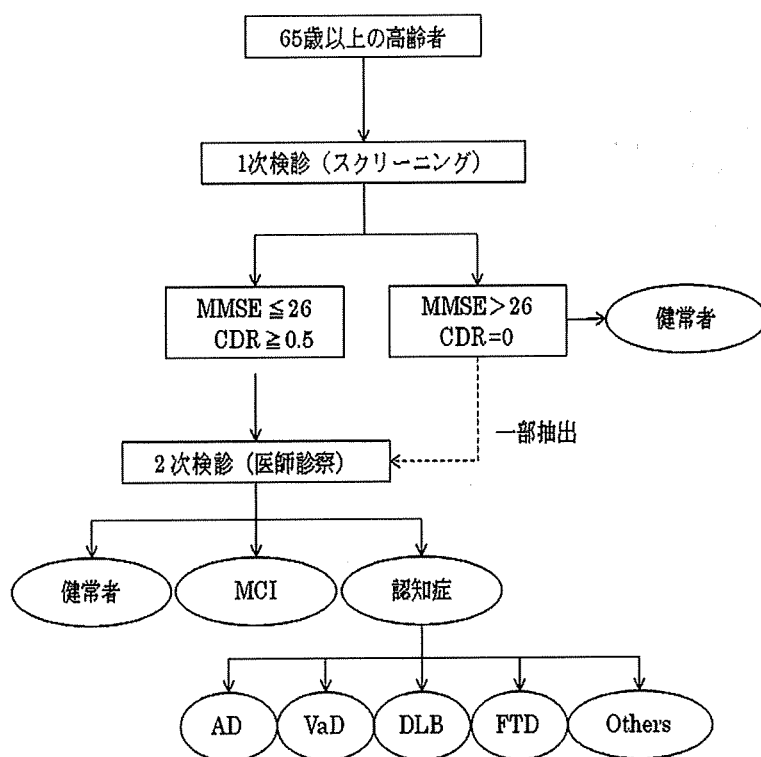 65歳以上の高齢者
1次検診（スクリーニング）
MMSE≦26
CDR≧0.5
MMSE＞26
CDR=0
健常者
一部抽出
2次検診（医師診察）
健常者
MCI
認知症
AD
VaD
DLB
FTD
Others